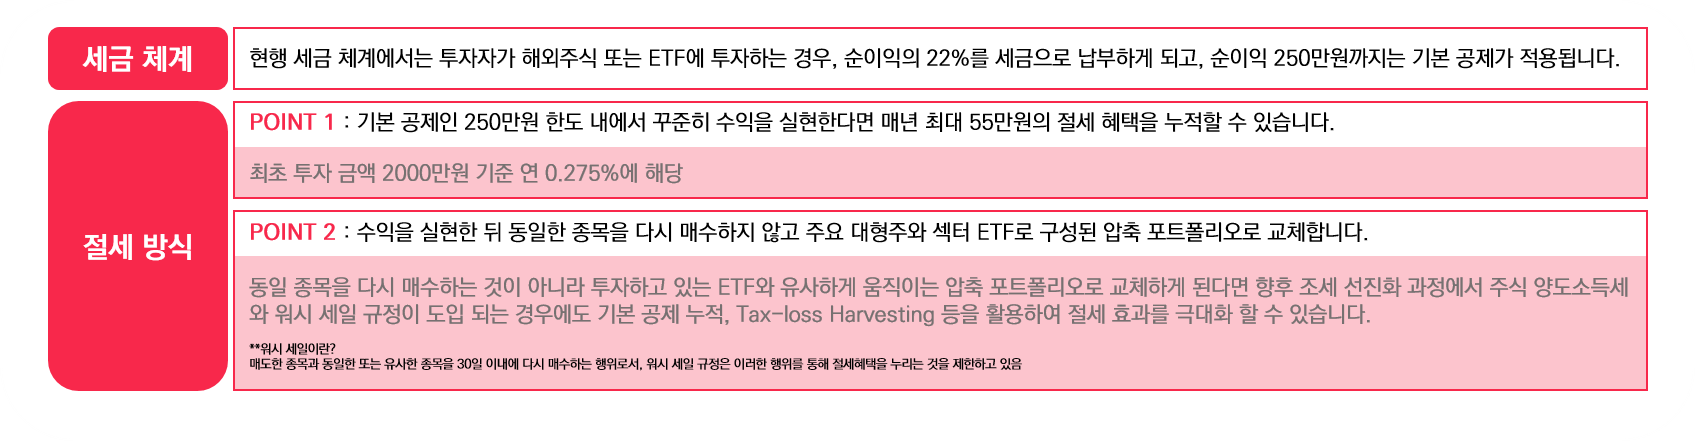 세금 체계
현행 세금 체계에서는 투자자가 해외주식 또는 ETF에 투자하는 경우, 순이익의 22%를 세금으로 납부하게 되고, 순이익 250만원까지는 기본 공제가 적용됩니다.
절세 방식
POINT 1 : 기본 공제인 250만원 한도 내에서 꾸준히 수익을 실현한다면 매년 최대 55만원의 절세 혜택을 누적할 수 있습니다.
최초 투자 금액 2000만원 기준 연 0.275%에 해당
POINT 2 : 수익을 실현한 뒤 동일한 종목을 다시 매수하지 않고 주요 대형주와 섹터 ETF로 구성된 압축 포트폴리오로 교체합니다.
동일 종목을 다시 매수하는 것이 아니라 투자하고 있는 ETF와 유사하게 움직이는 압축 포트폴리오로 교체하게 된다면 향후 조세 선진화 과정에서 주식 양도소득세
와 워시 세일 규정이 도입 되는 경우에도 기본 공제 누적, Tax-loss Harvesting 등을 활용하여 절세 효과를 극대화 할 수 있습니다.
**워시 세일이란?
매도한 종목과 동일한 또는 유사한 종목을 30일 이내에 다시 매수하는 행위로서, 워시 세일 규정은 이러한 행위를 통해 절세혜택을 누리는 것을 제한하고 있음